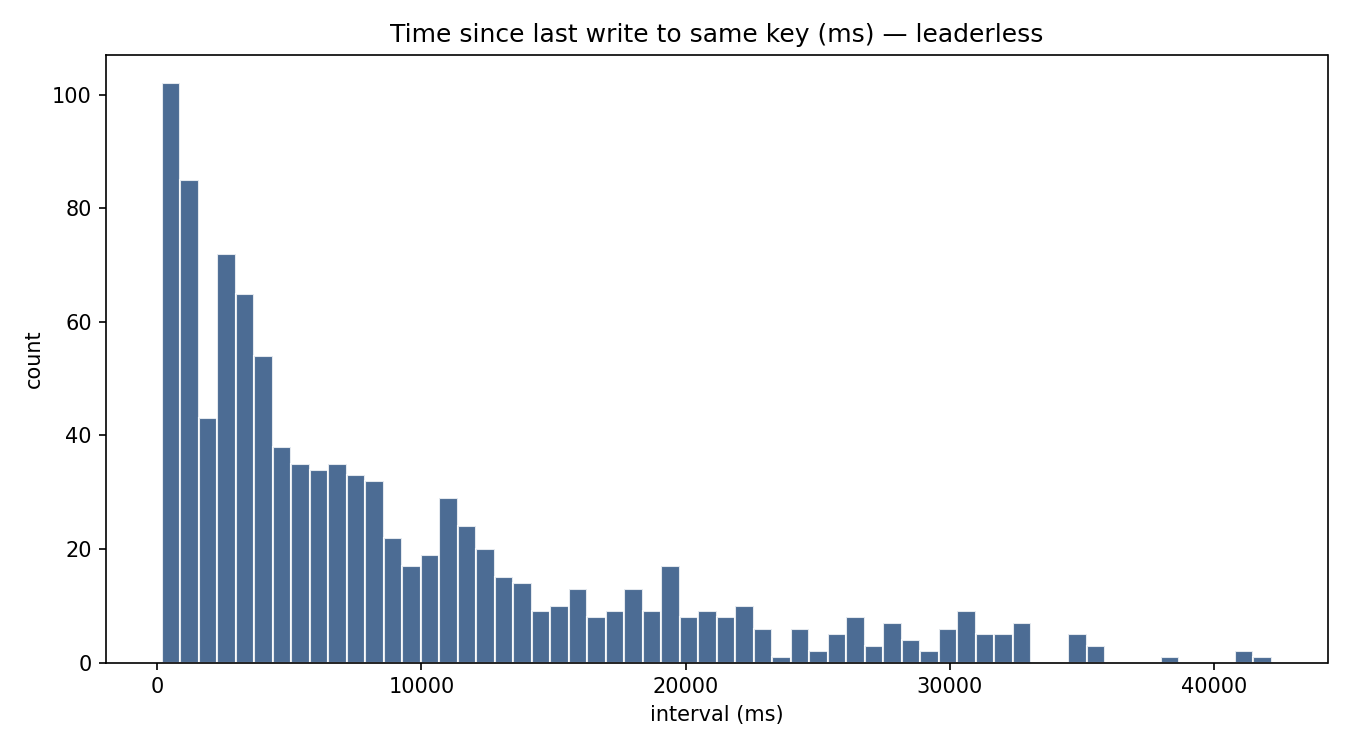 Time since last write to same key (ms) — leaderless
100
80
60
40
20
0
count
0 10000 20000 30000 40000
interval (ms)